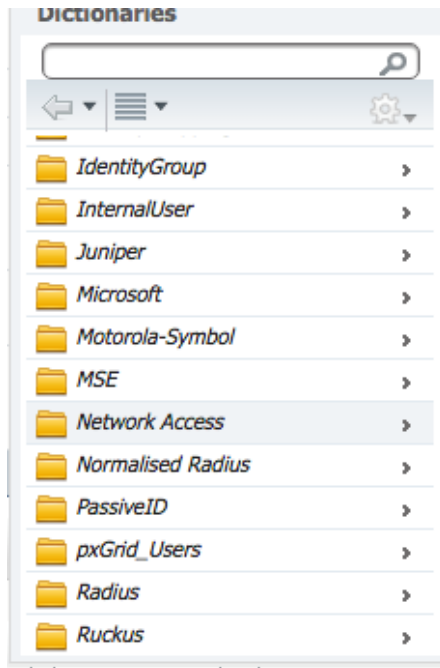 Dictionaries
IdentityGroup
InternalUser
Juniper
Microsoft
Motorola-Symbol
MSE
Network Access
Normalised Radius
PassiveID
pxGrid_Users
Radius
Ruckus